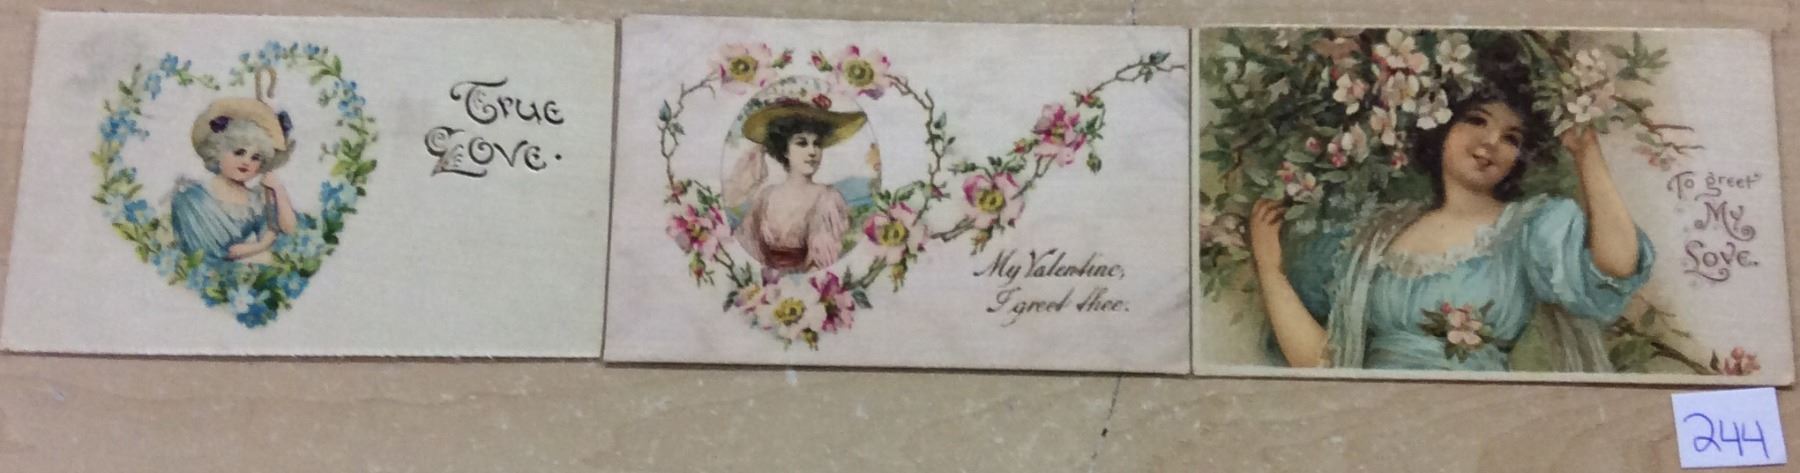 True
Love.
My Valentine,
I greet thee.
To greet
My
Love.
244